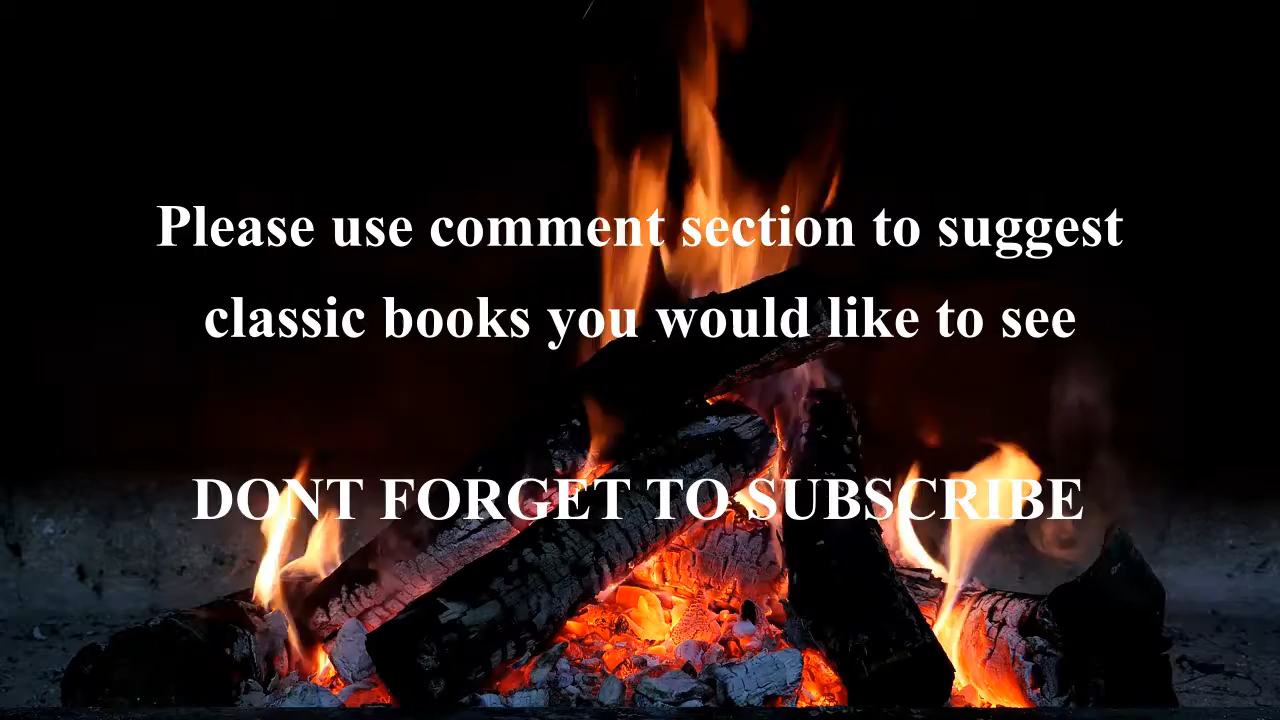 Please use comment section to suggest
classic books you would like to see
DONT FORGET TO SUBSCRIBE